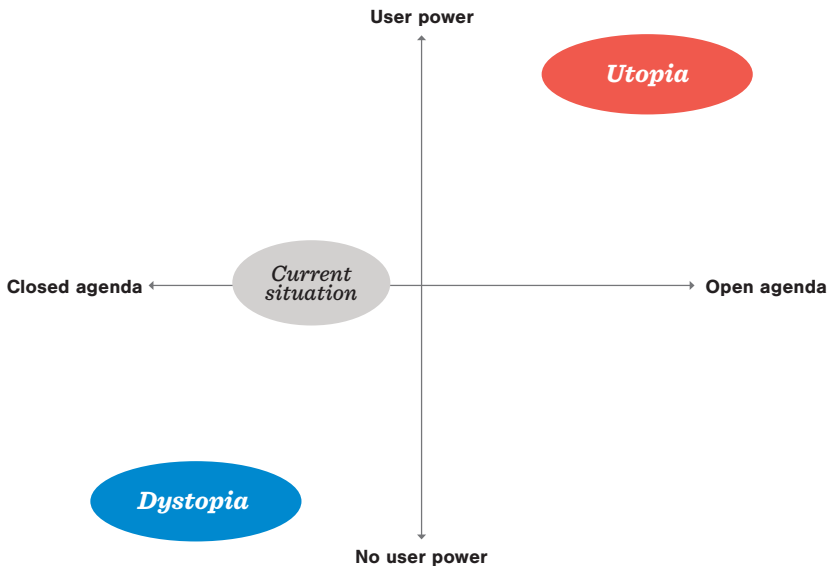 User power
Utopia
Closed agenda
Current
situation
Open agenda
Dystopia
No user power